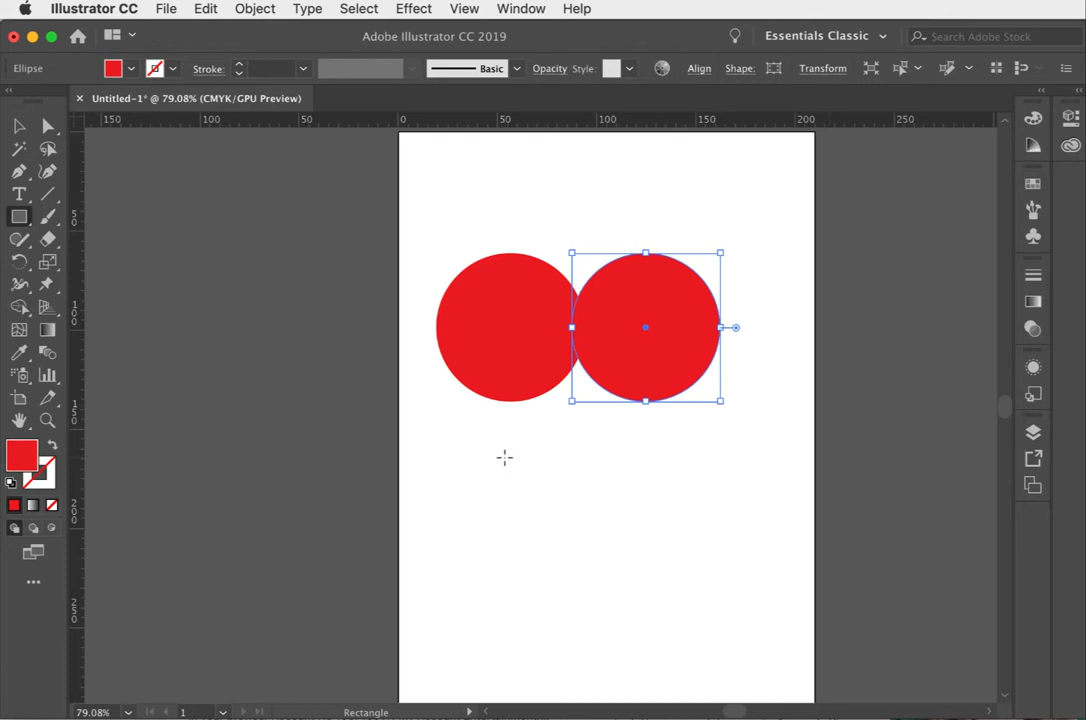 Illustrator CC File Edit Object Type Select Effect View Window Help
Adobe Illustrator CC 2019 Essentials Classic Search Adobe Stock
Ellipse Stroke: Basic Opacity Style: Align Shape: Transform
× Untitled-1* @ 79.08% (CMYK/GPU Preview)
150 100 50 0 50 100 150 200 250
50
100
150
200
250
79.08% 1 Rectangle